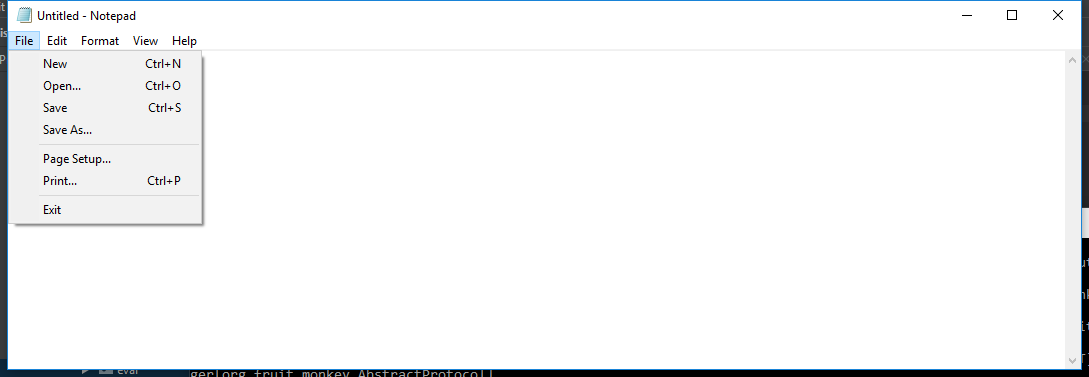 Untitled - Notepad
File Edit Format View Help
New Ctrl+N
Open... Ctrl+O
Save Ctrl+S
Save As...
Page Setup...
Print... Ctrl+P
Exit
eval
ger[org fruit monkey AbstractProtocol]